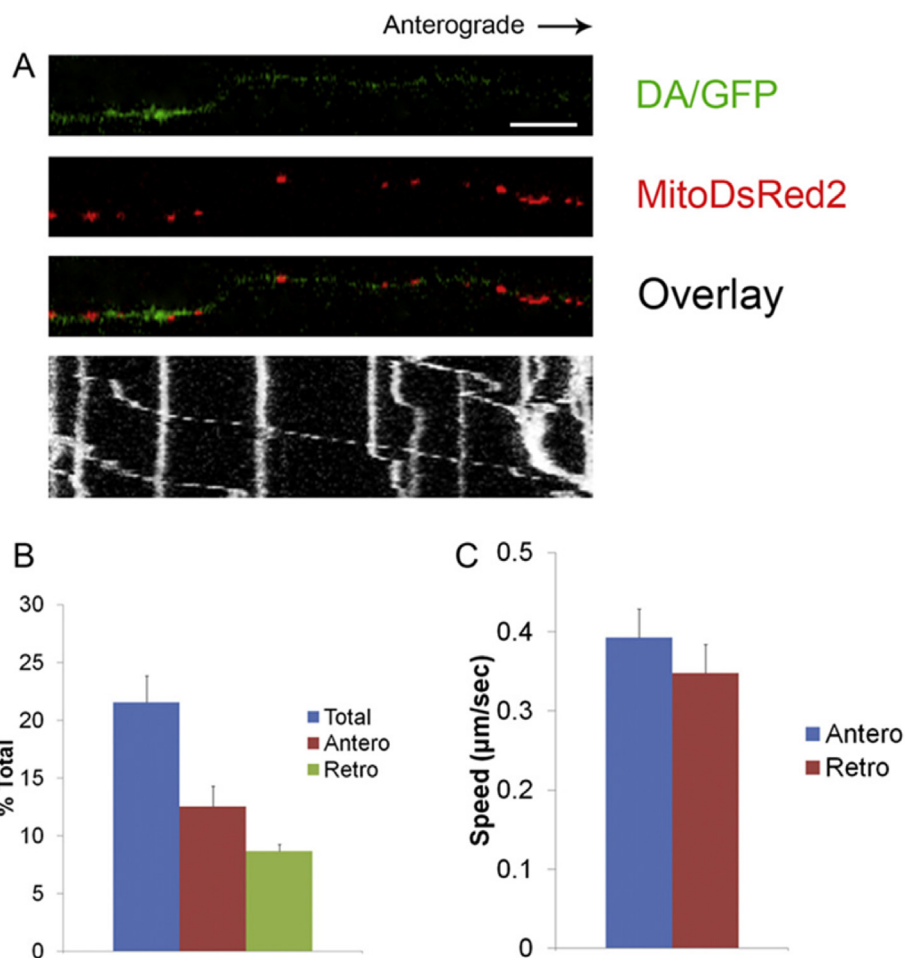 Anterograde
A
DA/GFP
MitoDsRed2
Overlay
B
% Total
30
25
20
15
10
5
0
Total
Antero
Retro
C
Speed (µm/sec)
0.5
0.4
0.3
0.2
0.1
0
Antero
Retro